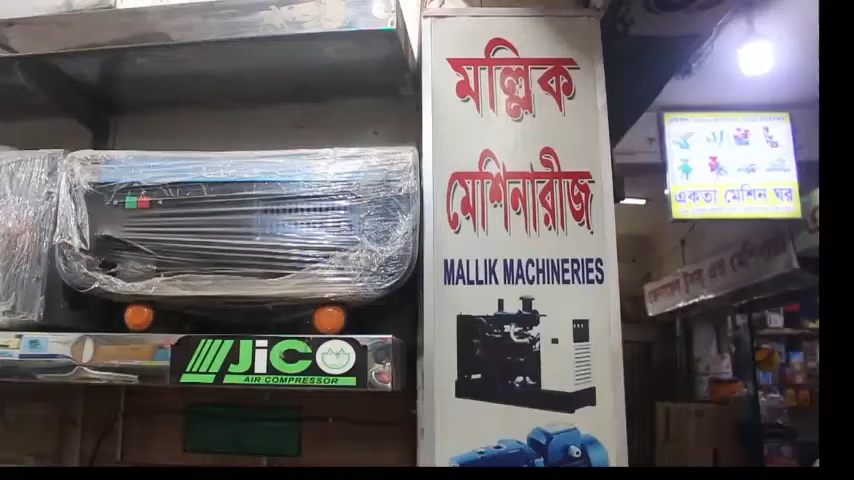 মল্লিক
মেশিনারীজ
MALLIK MACHINERIES
JiCO
AIR COMPRESSOR
একতা মেশিন ঘর